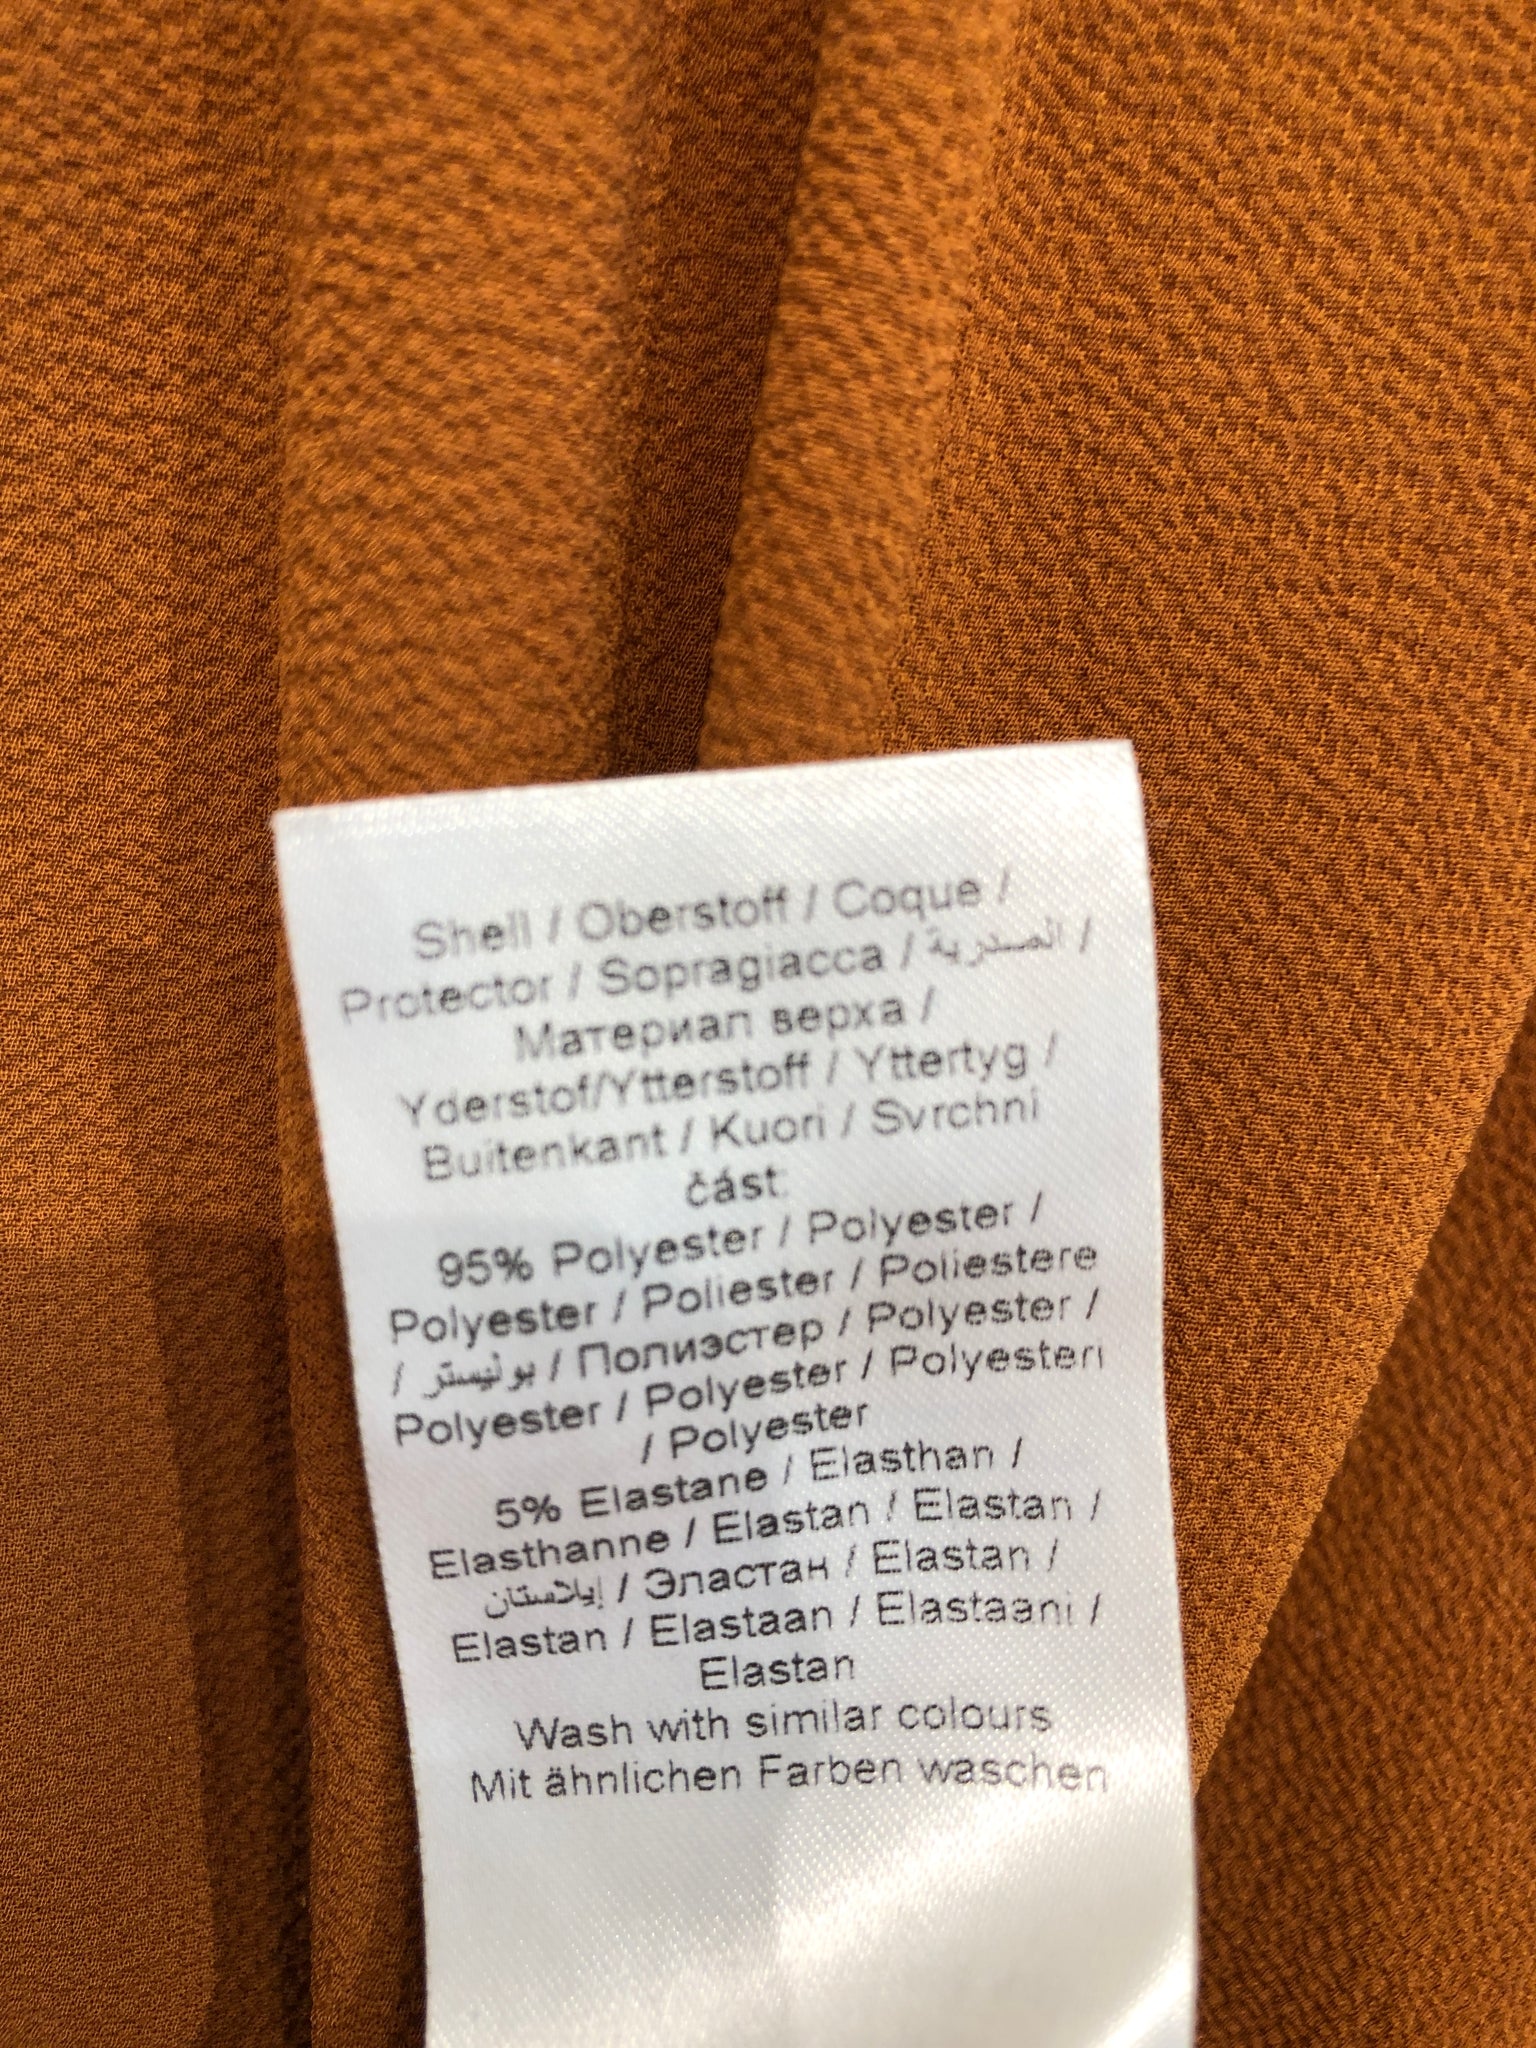 Shell / Oberstoff / Coque /
Protector / Sopragiacca / الصدرية /
Материал верха /
Yderstof/Ytterstoff / Yttertyg /
Buitenkant / Kuori / Svrchní
část:
95% Polyester / Polyester /
Polyester / Poliester / Poliestere
/ بوليستر / Полиэстер / Polyester /
Polyester / Polyester / Polyesteri
/ Polyester
5% Elastane / Elasthan /
Elasthanne / Elastan / Elastan /
إيلاستان / Эластан / Elastan /
Elastan / Elastaan / Elastaani /
Elastan
Wash with similar colours
Mit ähnlichen Farben waschen